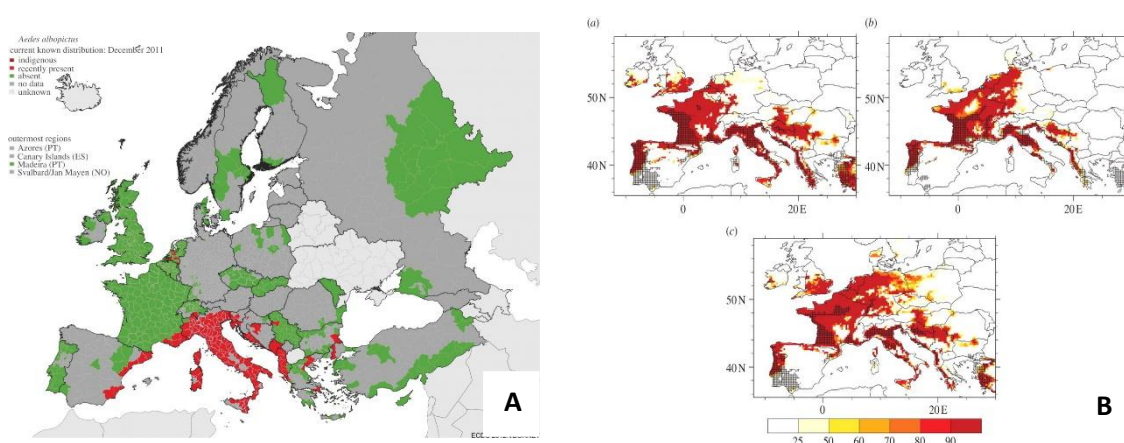 Aedes albopictus
current known distribution: December 2011
indigenous
recently present
absent
no data
unknown
outermost regions
Azores (PT)
Canary Islands (ES)
Madeira (PT)
Svalbard/Jan Mayen (NO)
A
(a)
50N
40N
0
20E
(b)
50N
40N
0
20E
(c)
50N
40N
0
20E
25 50 60 70 80 90
B